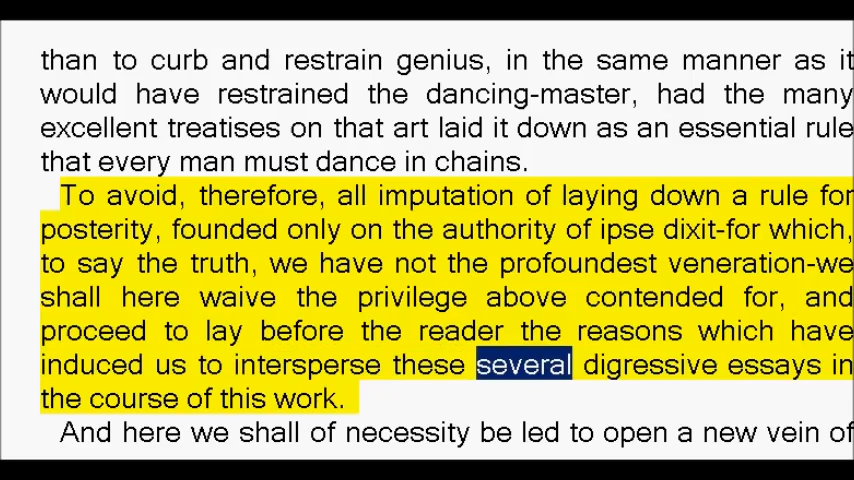 than to curb and restrain genius, in the same manner as it
would have restrained the dancing-master, had the many
excellent treatises on that art laid it down as an essential rule
that every man must dance in chains.
To avoid, therefore, all imputation of laying down a rule for
posterity, founded only on the authority of ipse dixit-for which,
to say the truth, we have not the profoundest veneration-we
shall here waive the privilege above contended for, and
proceed to lay before the reader the reasons which have
induced us to intersperse these several digressive essays in
the course of this work.
And here we shall of necessity be led to open a new vein of